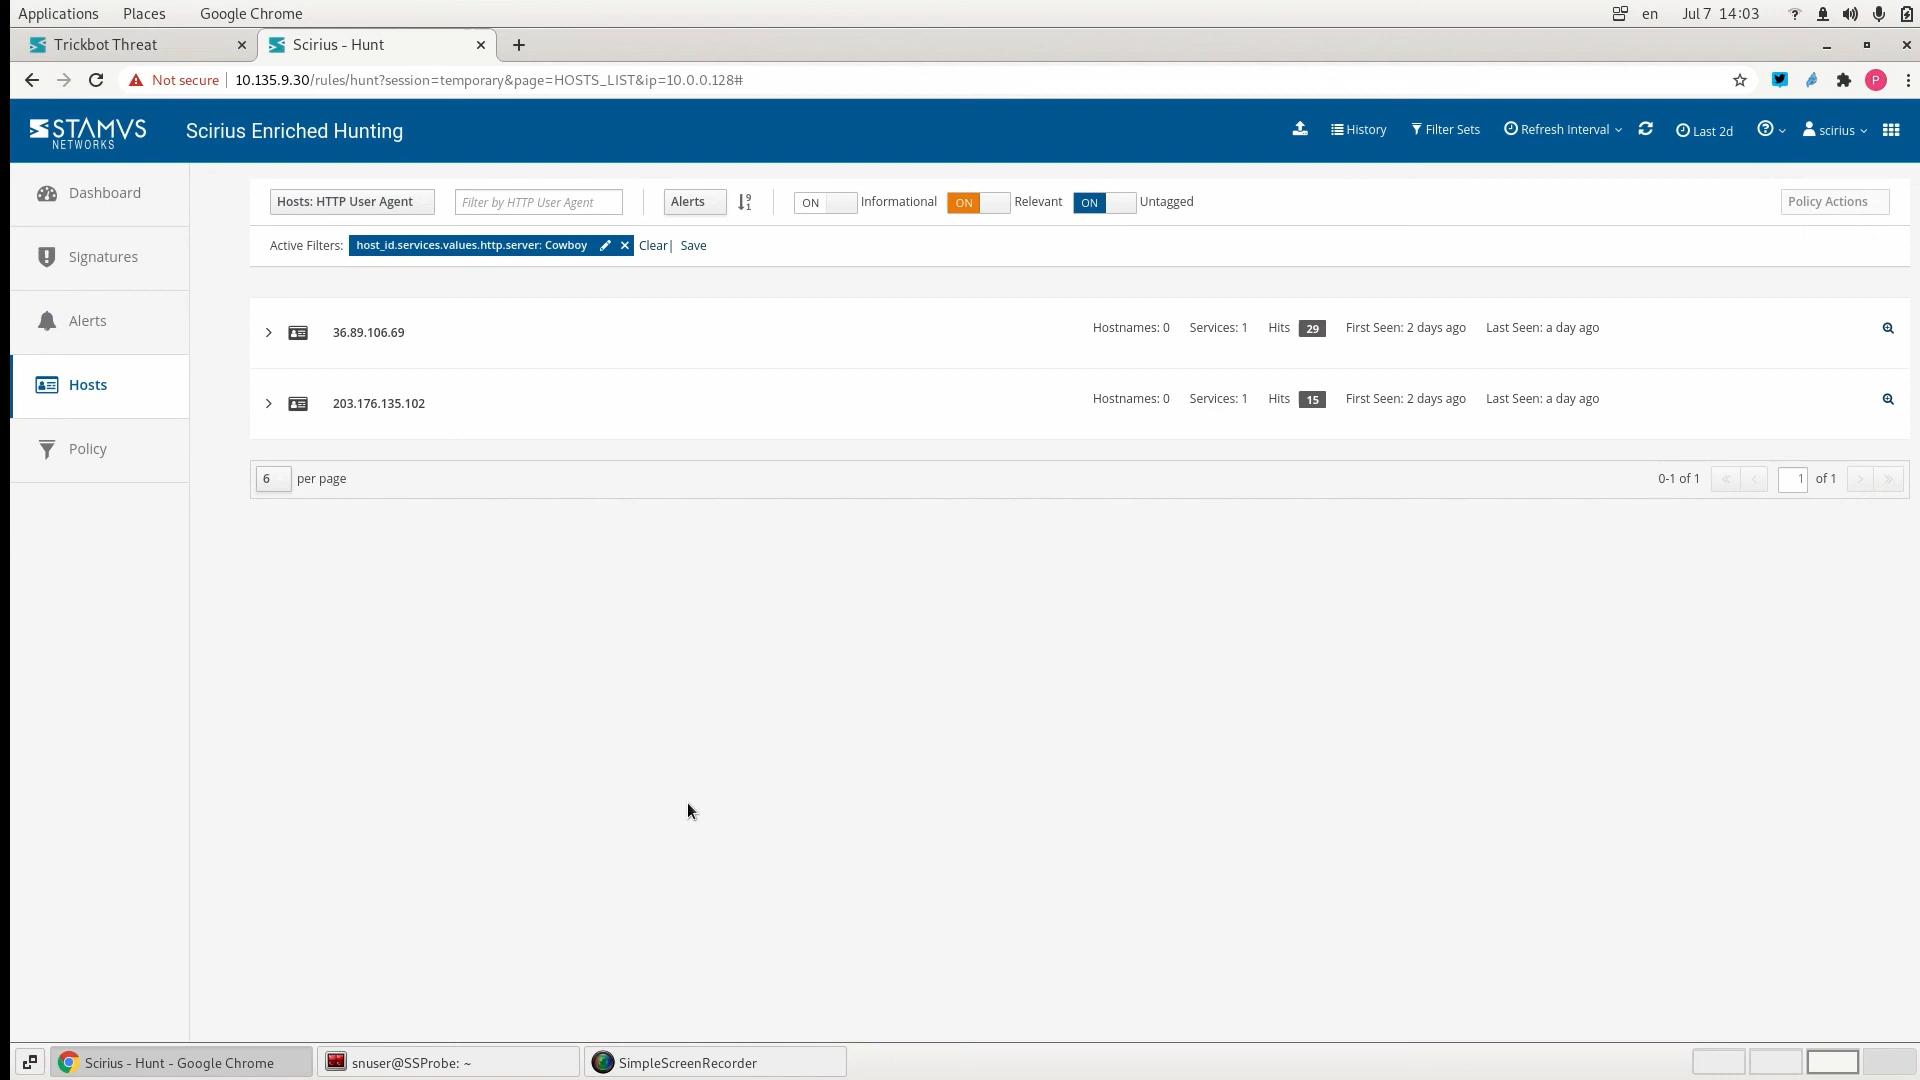 Applications Places Google Chrome en Jul 7 14:03
Trickbot Threat Scirius - Hunt
Not secure 10.135.9.30/rules/hunt?session=temporary&page=HOSTS_LIST&ip=10.0.0.128# P
STAMVS NETWORKS Scirius Enriched Hunting History Filter Sets Refresh Interval Last 2d scirius
Dashboard
Signatures
Alerts
Hosts
Policy
Hosts: HTTP User Agent Filter by HTTP User Agent Alerts ON Informational ON Relevant ON Untagged Policy Actions
Active Filters: host_id.services.values.http.server: Cowboy Clear| Save
36.89.106.69 Hostnames: 0 Services: 1 Hits 29 First Seen: 2 days ago Last Seen: a day ago
203.176.135.102 Hostnames: 0 Services: 1 Hits 15 First Seen: 2 days ago Last Seen: a day ago
6 per page 0-1 of 1 « ‹ 1 of 1 › »
Scirius - Hunt - Google Chrome snuser@SSProbe: ~ SimpleScreenRecorder